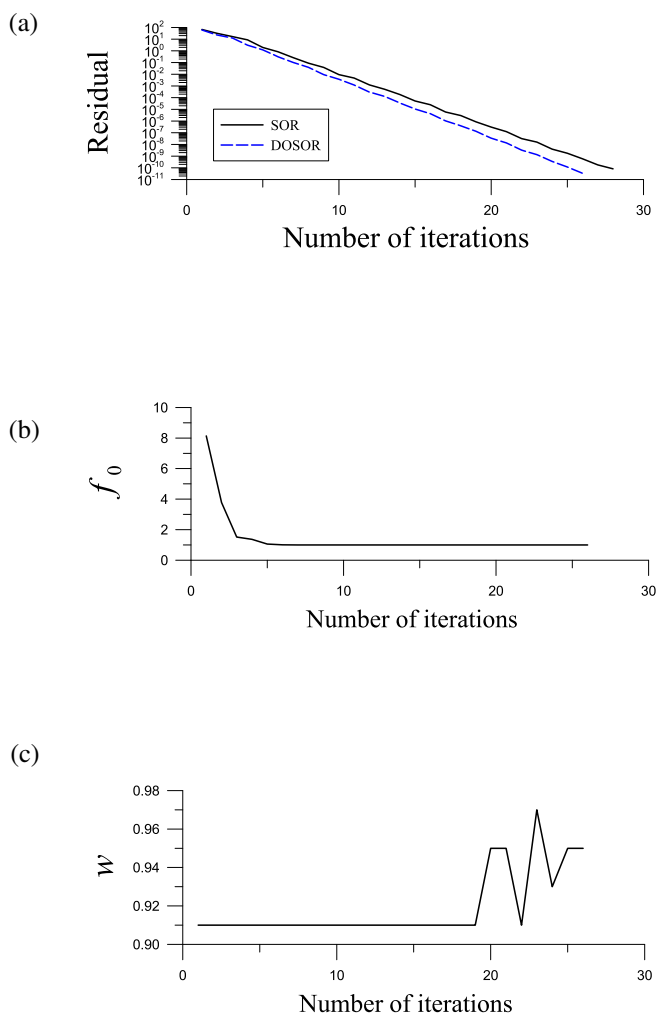 (a)
Residual
10^2
10^1
10^0
10^-1
10^-2
10^-3
10^-4
10^-5
10^-6
10^-7
10^-8
10^-9
10^-10
10^-11
SOR
DOSOR
0 10 20 30
Number of iterations
(b)
f_0
10
8
6
4
2
0
0 10 20 30
Number of iterations
(c)
w
0.98
0.96
0.94
0.92
0.90
0 10 20 30
Number of iterations